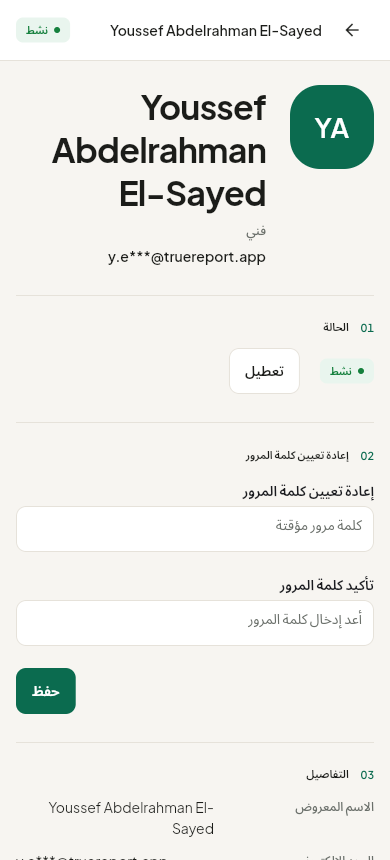 Youssef Abdelrahman El-Sayed
نشط
YA
Youssef
Abdelrahman
El-Sayed
فني
y.e***@truereport.app
01 الحالة
نشط
تعطيل
02 إعادة تعيين كلمة المرور
إعادة تعيين كلمة المرور
كلمة مرور مؤقتة
تأكيد كلمة المرور
أعد إدخال كلمة المرور
حفظ
03 التفاصيل
الاسم المعروض
Youssef Abdelrahman El-
Sayed